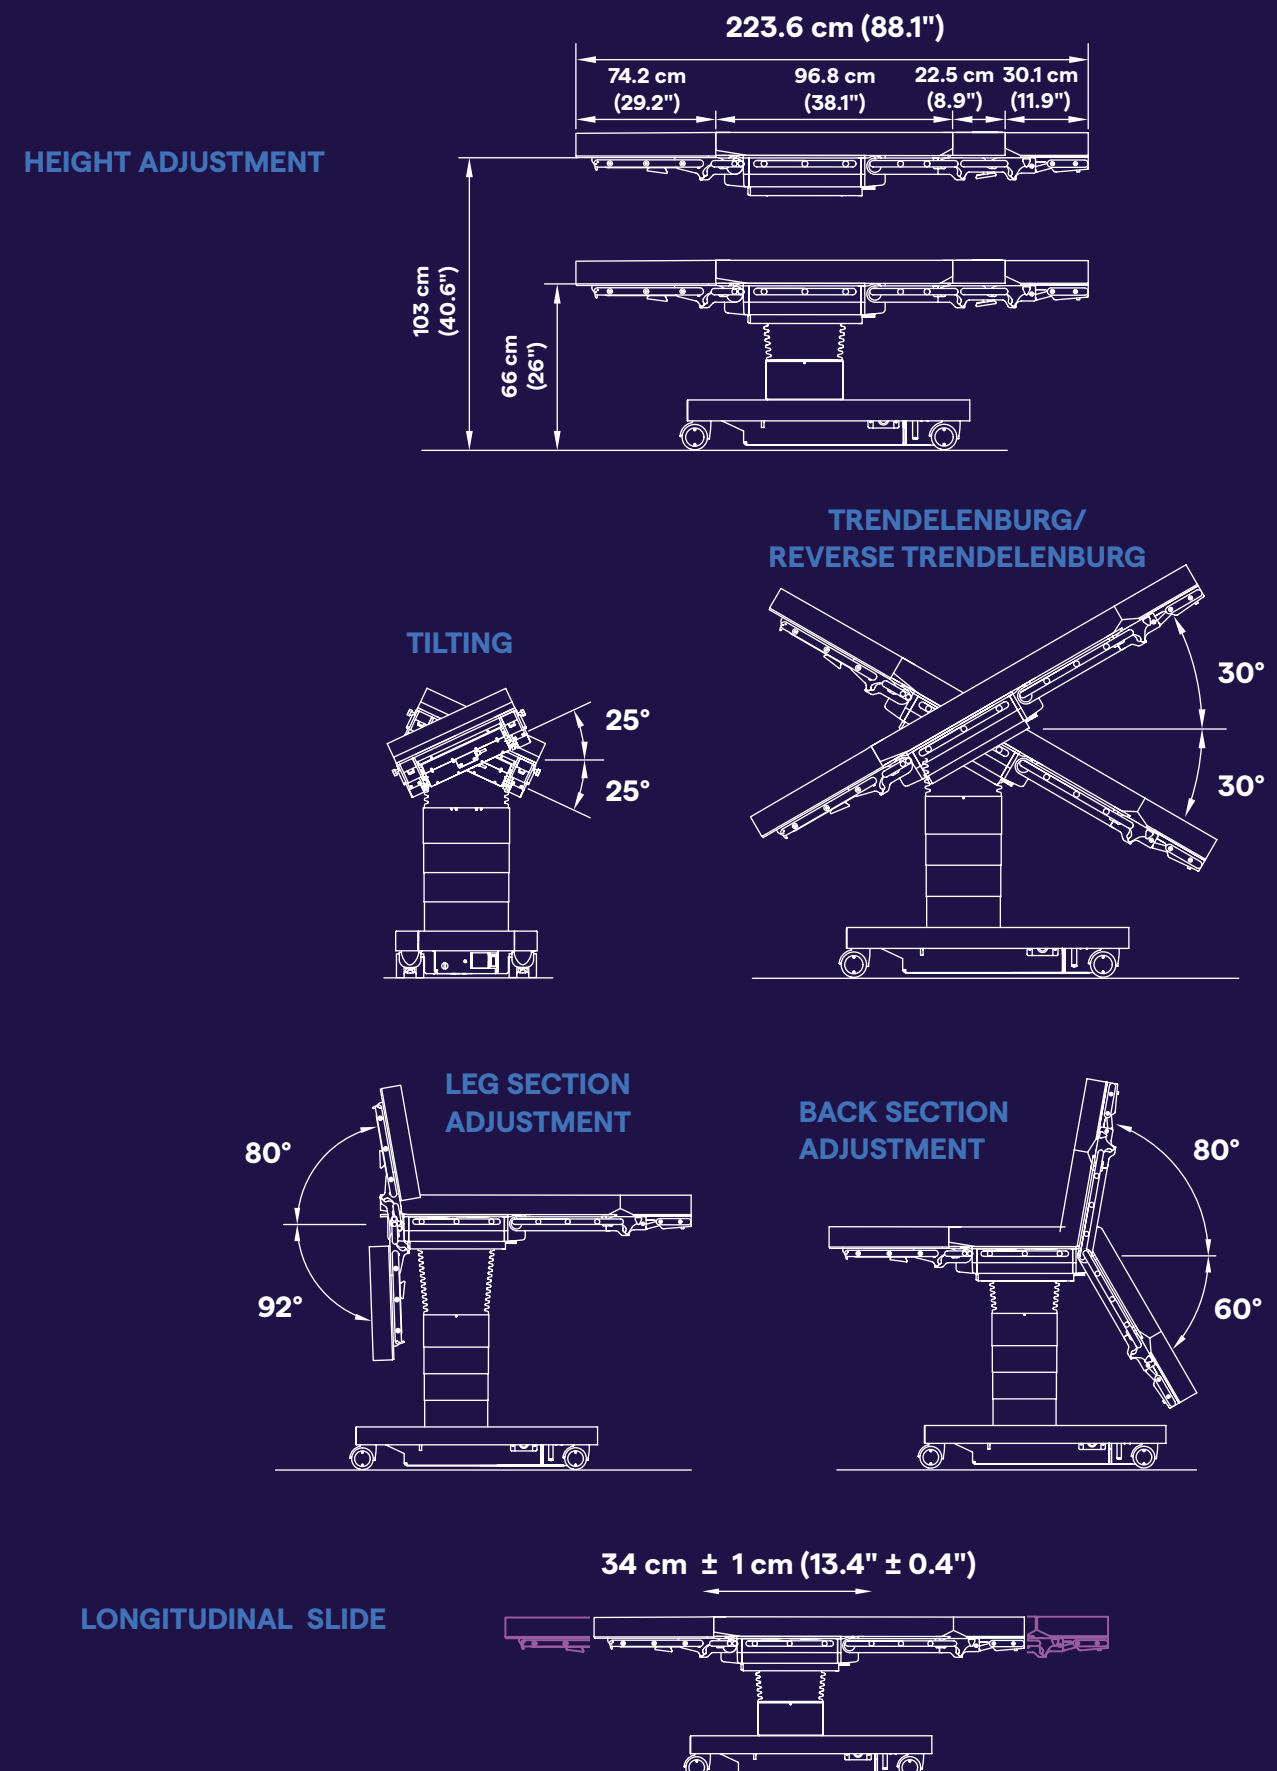 223.6 cm (88.1")
74.2 cm
(29.2")
96.8 cm
(38.1")
22.5 cm
(8.9")
30.1 cm
(11.9")
HEIGHT ADJUSTMENT
103 cm
(40.6")
66 cm
(26")
TRENDELENBURG/
REVERSE TRENDELENBURG
30°
30°
TILTING
25°
25°
LEG SECTION
ADJUSTMENT
80°
92°
BACK SECTION
ADJUSTMENT
80°
60°
34 cm ± 1 cm (13.4" ± 0.4")
LONGITUDINAL SLIDE